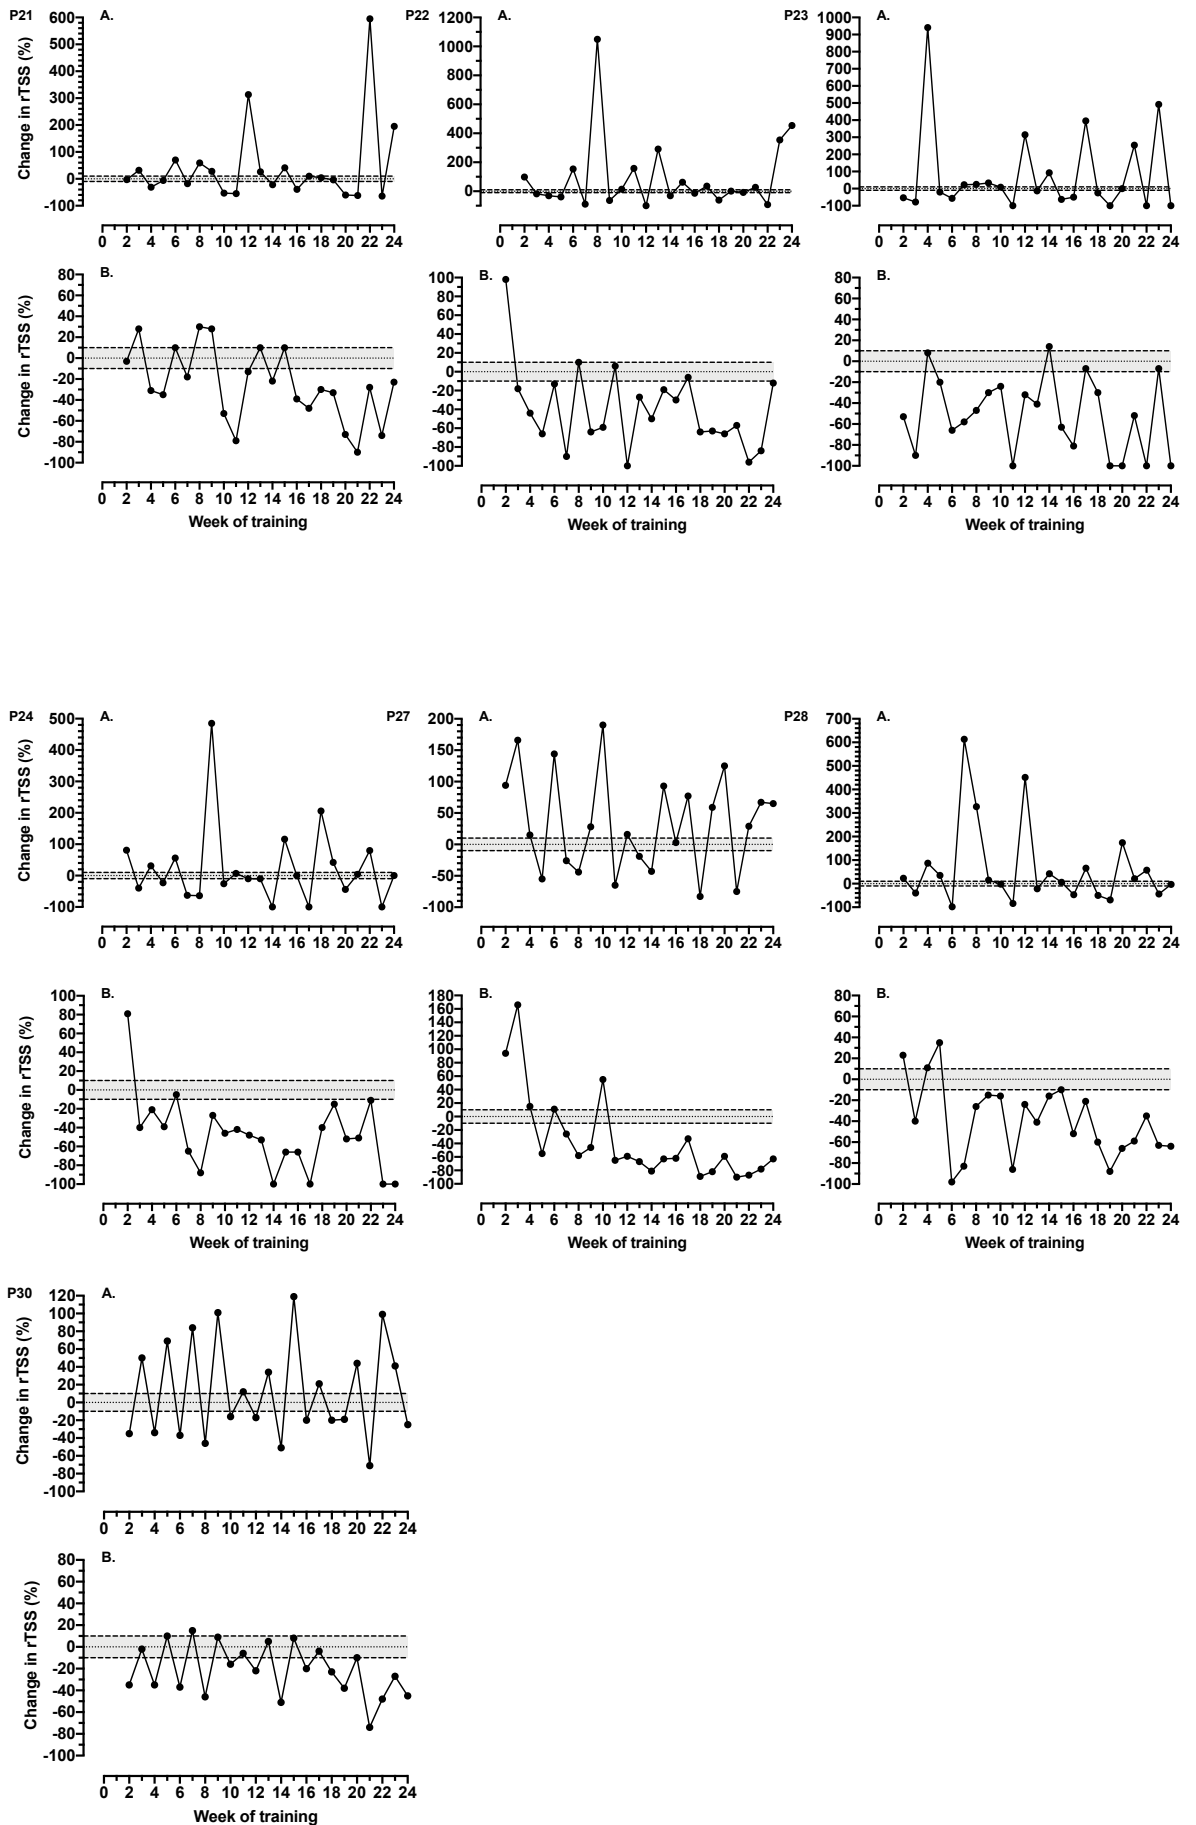 P21 A. P22 A. P23 A.
Change in rTSS (%)
600 500 400 300 200 100 0 -100
0 2 4 6 8 10 12 14 16 18 20 22 24
1200 1000 800 600 400 200 0
0 2 4 6 8 10 12 14 16 18 20 22 24
1000 900 800 700 600 500 400 300 200 100 0 -100
0 2 4 6 8 10 12 14 16 18 20 22 24
B. B. B.
Change in rTSS (%)
80 60 40 20 0 -20 -40 -60 -80 -100
0 2 4 6 8 10 12 14 16 18 20 22 24
Week of training
100 80 60 40 20 0 -20 -40 -60 -80 -100
0 2 4 6 8 10 12 14 16 18 20 22 24
Week of training
80 60 40 20 0 -20 -40 -60 -80 -100
0 2 4 6 8 10 12 14 16 18 20 22 24
Week of training
P24 A. P27 A. P28 A.
Change in rTSS (%)
500 400 300 200 100 0 -100
0 2 4 6 8 10 12 14 16 18 20 22 24
200 150 100 50 0 -50 -100
0 2 4 6 8 10 12 14 16 18 20 22 24
700 600 500 400 300 200 100 0 -100
0 2 4 6 8 10 12 14 16 18 20 22 24
B. B. B.
Change in rTSS (%)
100 80 60 40 20 0 -20 -40 -60 -80 -100
0 2 4 6 8 10 12 14 16 18 20 22 24
Week of training
180 160 140 120 100 80 60 40 20 0 -20 -40 -60 -80 -100
0 2 4 6 8 10 12 14 16 18 20 22 24
Week of training
80 60 40 20 0 -20 -40 -60 -80 -100
0 2 4 6 8 10 12 14 16 18 20 22 24
Week of training
P30 A.
Change in rTSS (%)
120 100 80 60 40 20 0 -20 -40 -60 -80 -100
0 2 4 6 8 10 12 14 16 18 20 22 24
B.
Change in rTSS (%)
80 60 40 20 0 -20 -40 -60 -80 -100
0 2 4 6 8 10 12 14 16 18 20 22 24
Week of training